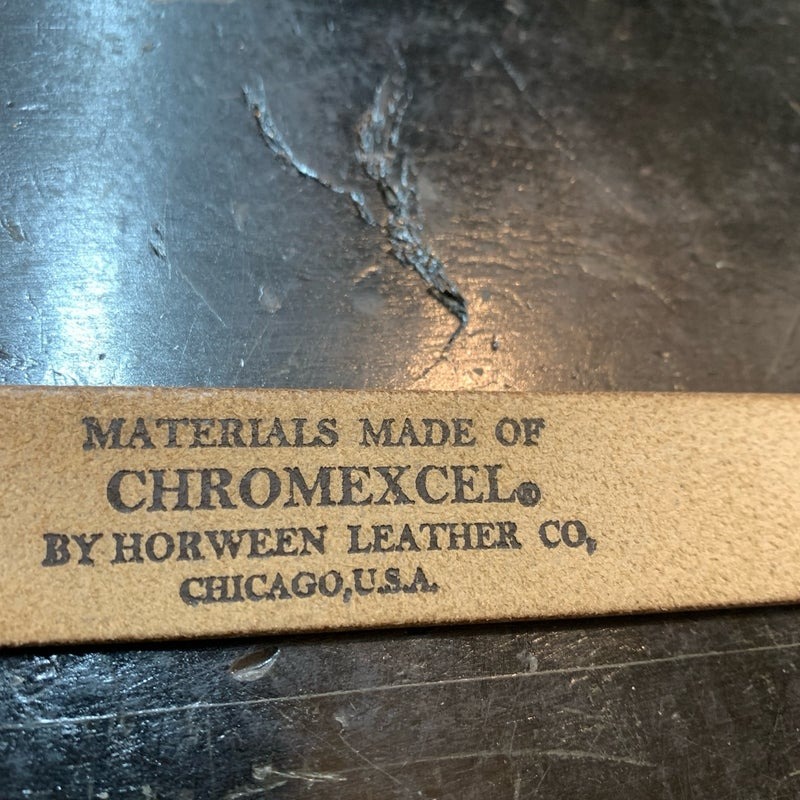 MATERIALS MADE OF
CHROMEXCEL®
BY HORWEEN LEATHER CO,
CHICAGO,U.S.A.